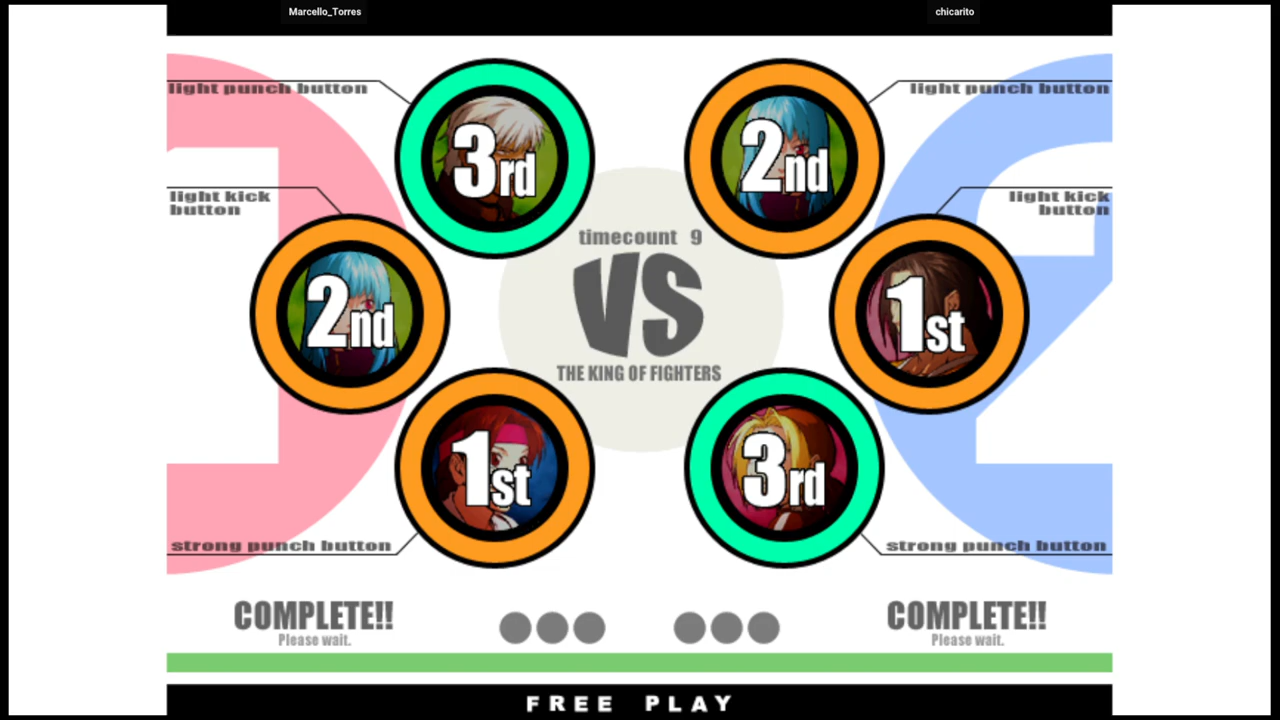 Marcello_Torres
chicarito
light punch button
3rd
2nd
light punch button
light kick
button
light kick
button
timecount 9
VS
THE KING OF FIGHTERS
2nd
1st
1st
3rd
strong punch button
strong punch button
COMPLETE!!
Please wait.
COMPLETE!!
Please wait.
FREE PLAY
1
2